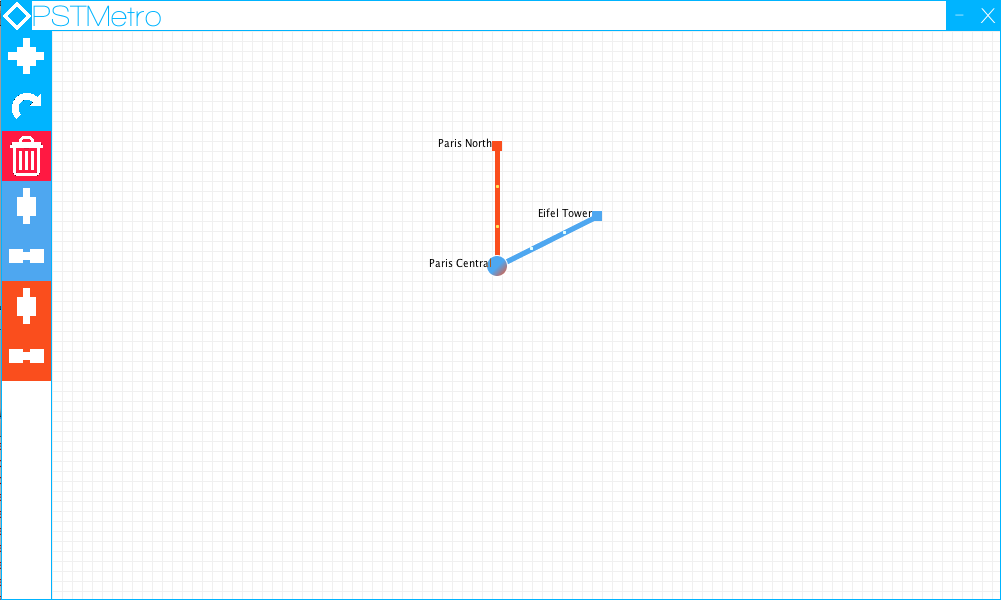 PSTMetro
Paris North
Eifel Tower
Paris Central